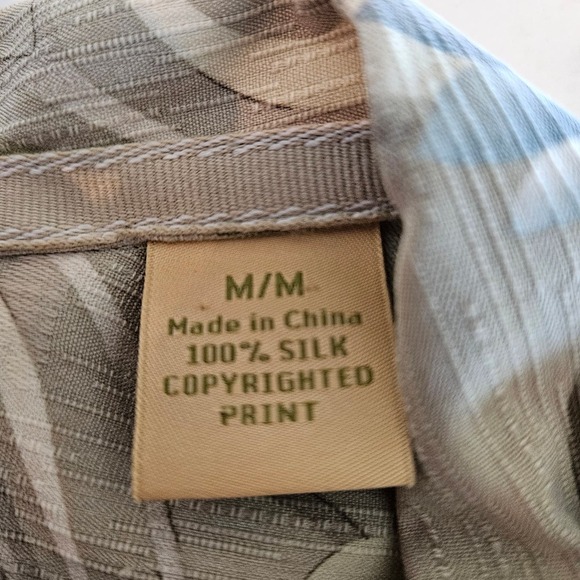 M/M
Made in China
100% SILK
COPYRIGHTED
PRINT